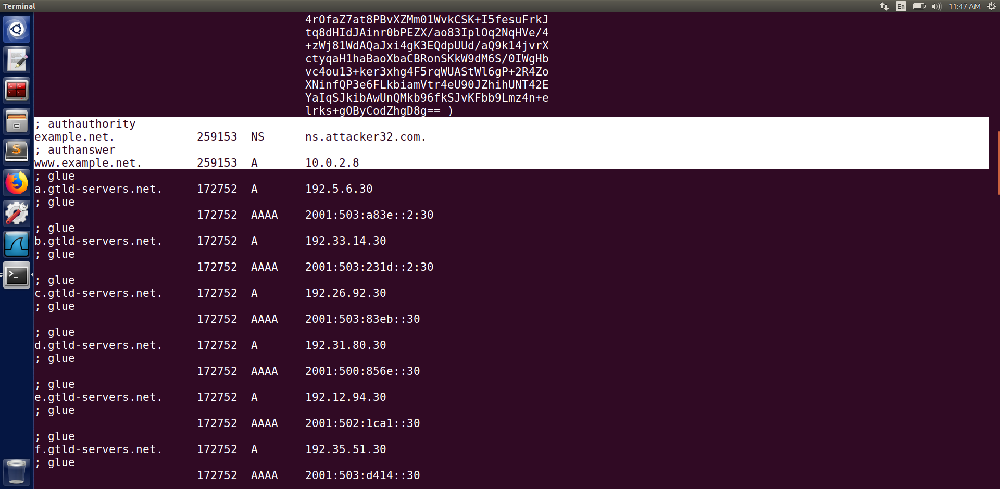 Terminal
En
11:47 AM
4rOfaZ7at8PBvXZMm01WvkCSK+I5fesuFrkJ
tq8dHIdJAinr0bPEZX/ao83IplOq2NqHVe/4
+zWj81WdAQaJxi4gK3EQdpUUd/aQ9k14jvrX
ctyqaH1haBaoXbaCBRonSKkW9dM6S/0IWgHb
vc4ou13+ker3xhg4F5rqWUAStWl6gP+2R4Zo
XNinfQP3e6FLkbiamVtr4eU90JZhihUNT42E
YaIqSJkibAwUnQMkb96fkSJvKFbb9Lmz4n+e
lrks+gOByCodZhgD8g== )
; authauthority
example.net. 259153 NS ns.attacker32.com.
; authanswer
www.example.net. 259153 A 10.0.2.8
; glue
a.gtld-servers.net. 172752 A 192.5.6.30
; glue
172752 AAAA 2001:503:a83e::2:30
; glue
b.gtld-servers.net. 172752 A 192.33.14.30
; glue
172752 AAAA 2001:503:231d::2:30
; glue
c.gtld-servers.net. 172752 A 192.26.92.30
; glue
172752 AAAA 2001:503:83eb::30
; glue
d.gtld-servers.net. 172752 A 192.31.80.30
; glue
172752 AAAA 2001:500:856e::30
; glue
e.gtld-servers.net. 172752 A 192.12.94.30
; glue
172752 AAAA 2001:502:1ca1::30
; glue
f.gtld-servers.net. 172752 A 192.35.51.30
; glue
172752 AAAA 2001:503:d414::30